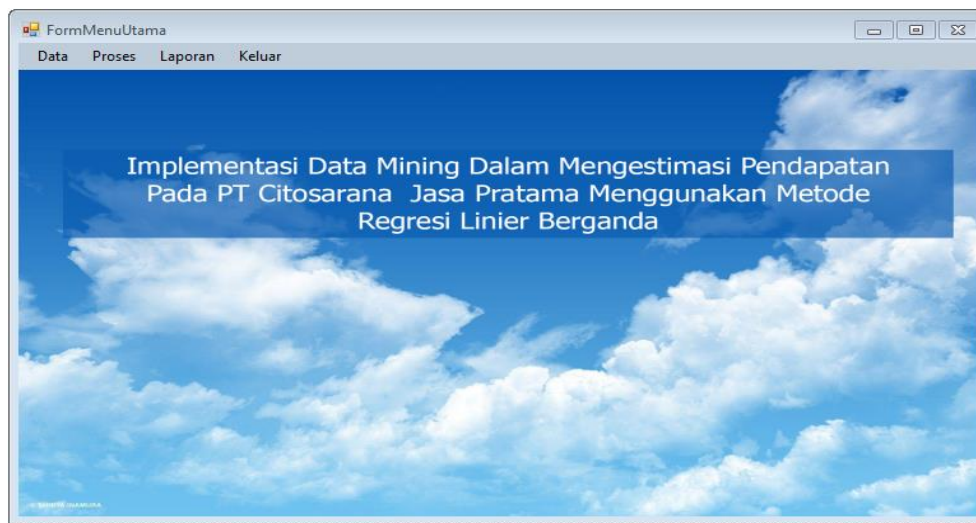 FormMenuUtama
Data Proses Laporan Keluar
Implementasi Data Mining Dalam Mengestimasi Pendapatan
Pada PT Citosarana Jasa Pratama Menggunakan Metode
Regresi Linier Berganda